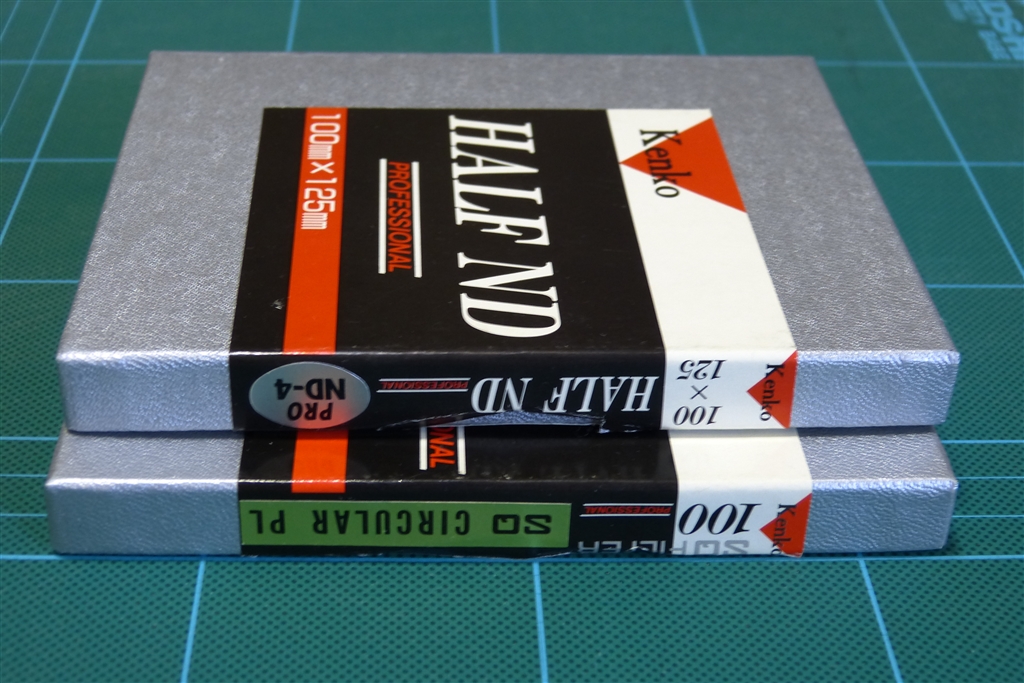 Kenko
HALF ND
PROFESSIONAL
100mm×125mm
Kenko
100
×
125
HALF ND
PROFESSIONAL
PRO
ND-4
Kenko
100
PROFESSIONAL
SQ CIRCULAR PL